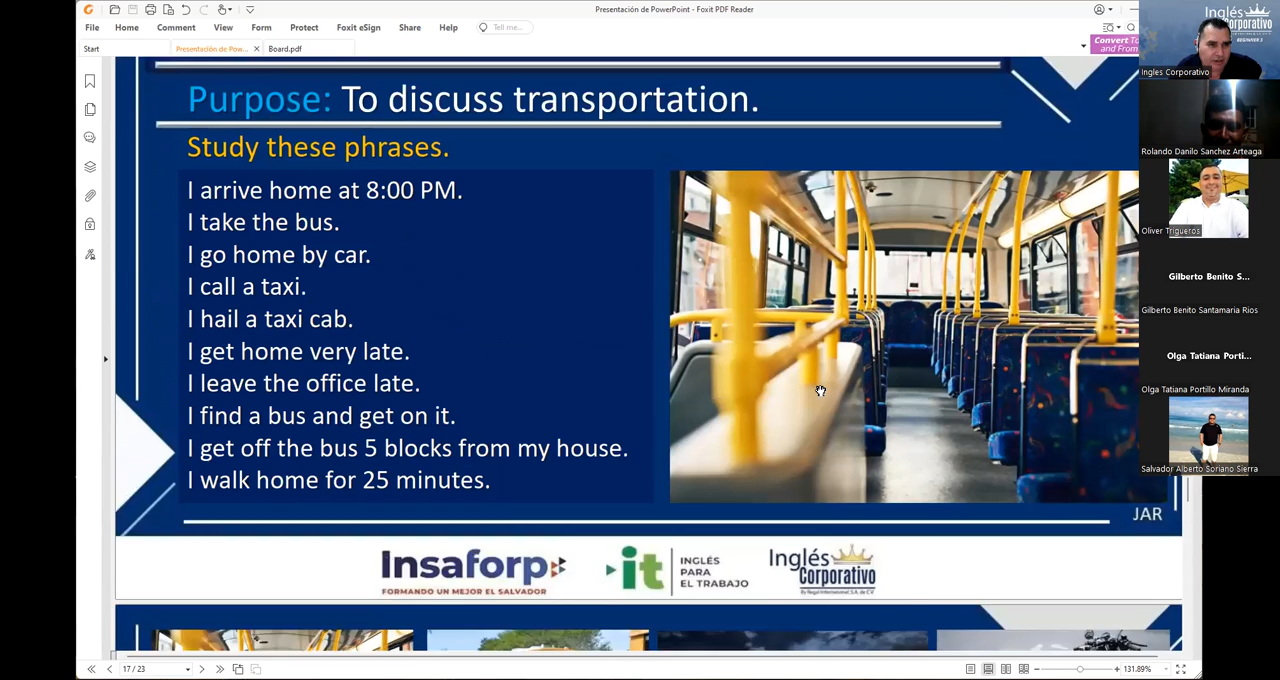 Presentación de PowerPoint - Foxit PDF Reader
File Home Comment View Form Protect Foxit eSign Share Help Tell me...
Start Presentación de Pow... Board.pdf
Convert To
and From
Purpose: To discuss transportation.
Study these phrases.
I arrive home at 8:00 PM.
I take the bus.
I go home by car.
I call a taxi.
I hail a taxi cab.
I get home very late.
I leave the office late.
I find a bus and get on it.
I get off the bus 5 blocks from my house.
I walk home for 25 minutes.
JAR
Insaforp
FORMANDO UN MEJOR EL SALVADOR
it
INGLÉS
PARA
EL TRABAJO
Inglés
Corporativo
17 / 23
131.89%
Inglés
Corporativo
BEGINNER 3
Ingles Corporativo
Rolando Danilo Sanchez Arteaga
Oliver Trigueros
Gilberto Benito S...
Gilberto Benito Santamaria Rios
Olga Tatiana Porti...
Olga Tatiana Portillo Miranda
Salvador Alberto Soriano Sierra